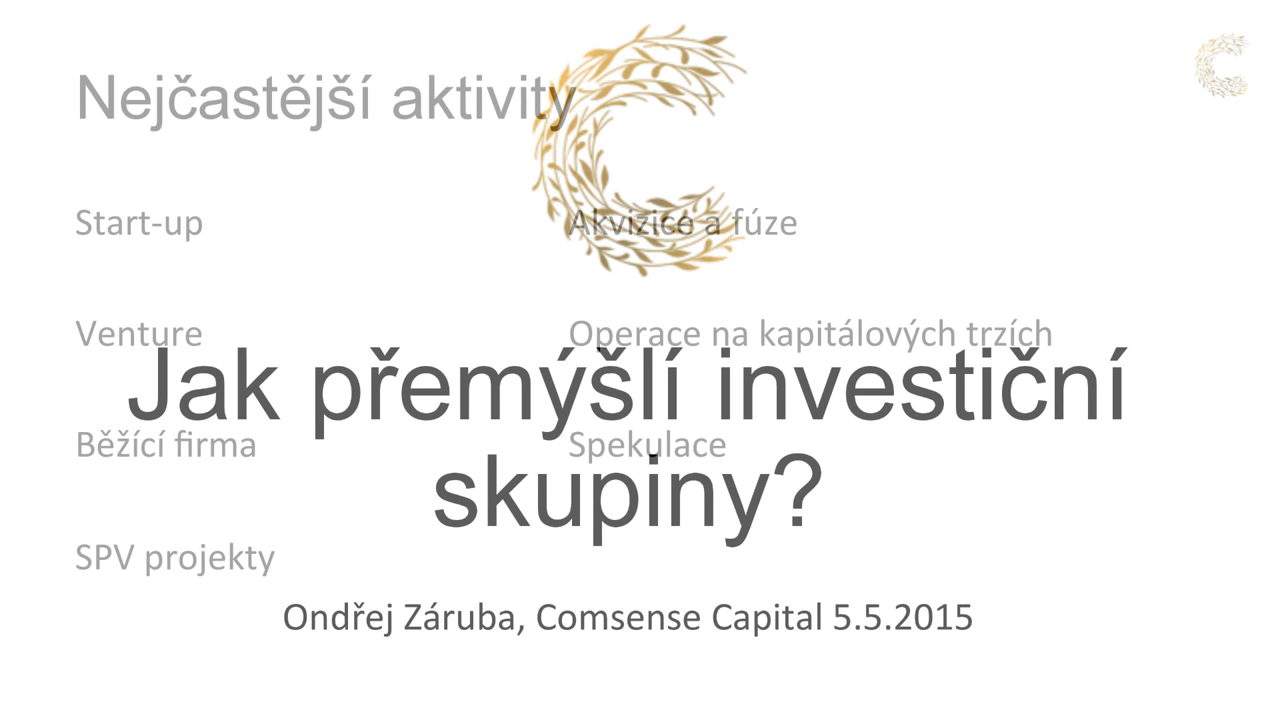 Nejčastější aktivity
Start-up
Akvizice a fúze
Venture
Operace na kapitálových trzích
Jak přemýšlí investiční
Běžící firma
Spekulace
skupiny?
SPV projekty
Ondřej Záruba, Comsense Capital 5.5.2015